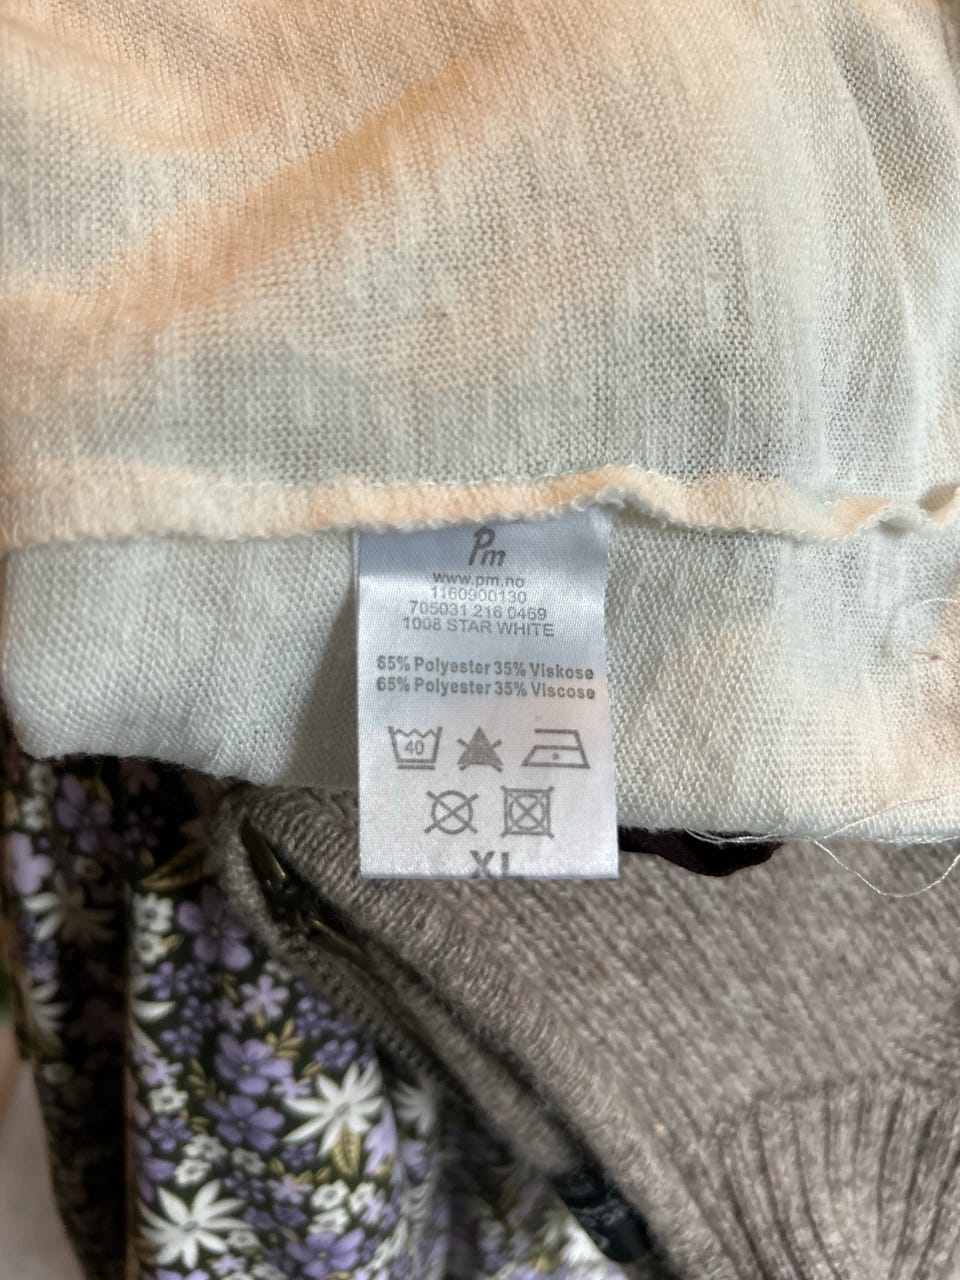 Pm
www.pm.no
1160900130
705031 216 0469
1008 STAR WHITE
65% Polyester 35% Viskose
65% Polyester 35% Viscose
40
XL